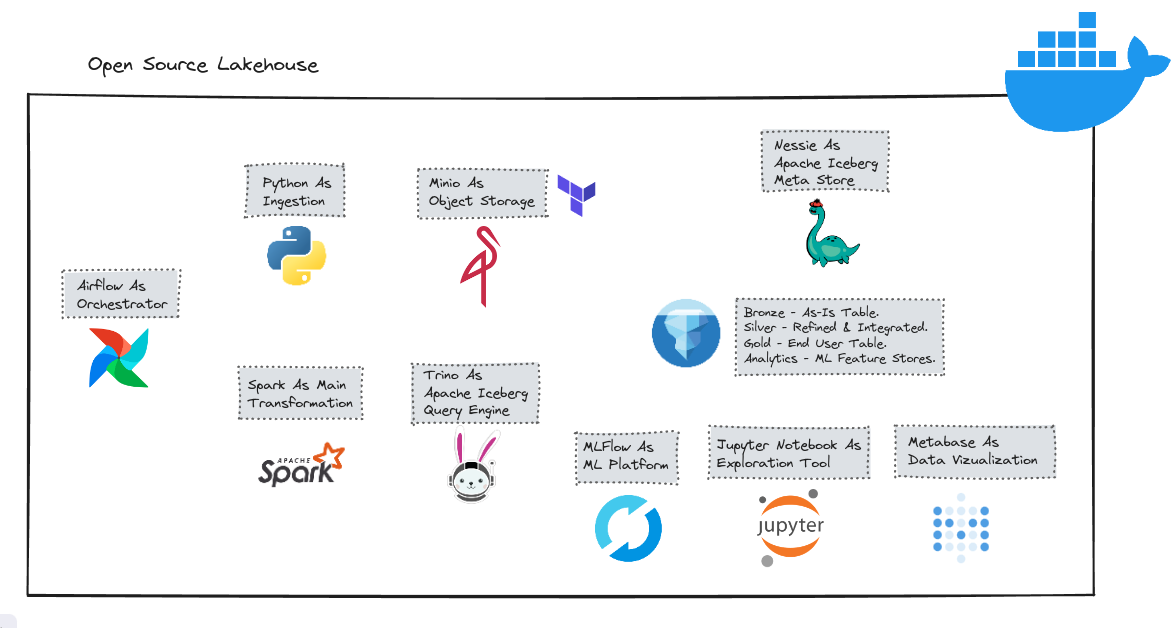 Open Source Lakehouse
Nessie As
Apache Iceberg
Meta Store
Python As
Ingestion
Minio As
Object Storage
Airflow As
Orchestrator
Bronze - As-Is Table.
Silver - Refined & Integrated.
Gold - End User Table.
Analytics - ML Feature Stores.
Spark As Main
Transformation
Trino As
Apache Iceberg
Query Engine
MLFlow As
ML Platform
Jupyter Notebook As
Exploration Tool
Metabase As
Data Vizualization
APACHE
Spark
jupyter